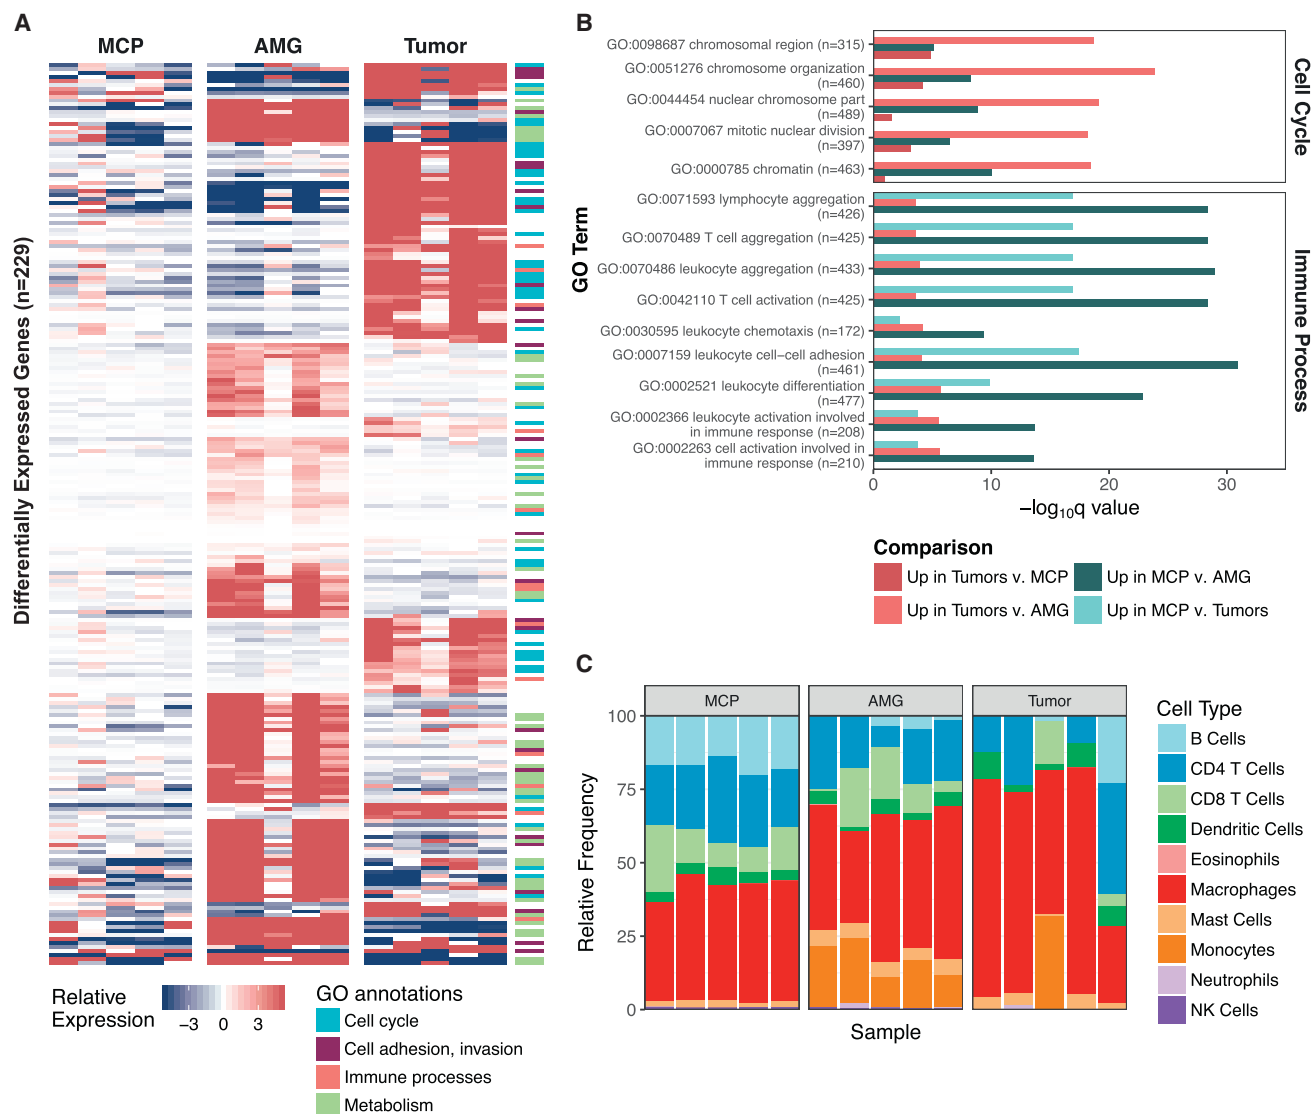 A
MCP
AMG
Tumor
Differentially Expressed Genes (n=229)
Relative
Expression
−3
0
3
GO annotations
Cell cycle
Cell adhesion, invasion
Immune processes
Metabolism
B
GO Term
GO:0098687 chromosomal region (n=315)
GO:0051276 chromosome organization
(n=460)
GO:0044454 nuclear chromosome part
(n=489)
GO:0007067 mitotic nuclear division
(n=397)
GO:0000785 chromatin (n=463)
Cell Cycle
GO:0071593 lymphocyte aggregation
(n=426)
GO:0070489 T cell aggregation (n=425)
GO:0070486 leukocyte aggregation (n=433)
GO:0042110 T cell activation (n=425)
GO:0030595 leukocyte chemotaxis (n=172)
GO:0007159 leukocyte cell−cell adhesion
(n=461)
GO:0002521 leukocyte differentiation
(n=477)
GO:0002366 leukocyte activation involved
in immune response (n=208)
GO:0002263 cell activation involved in
immune response (n=210)
Immune Process
0
10
20
30
−log₁₀q value
Comparison
Up in Tumors v. MCP
Up in MCP v. AMG
Up in Tumors v. AMG
Up in MCP v. Tumors
C
MCP
AMG
Tumor
100
75
50
25
0
Relative Frequency
Sample
Cell Type
B Cells
CD4 T Cells
CD8 T Cells
Dendritic Cells
Eosinophils
Macrophages
Mast Cells
Monocytes
Neutrophils
NK Cells